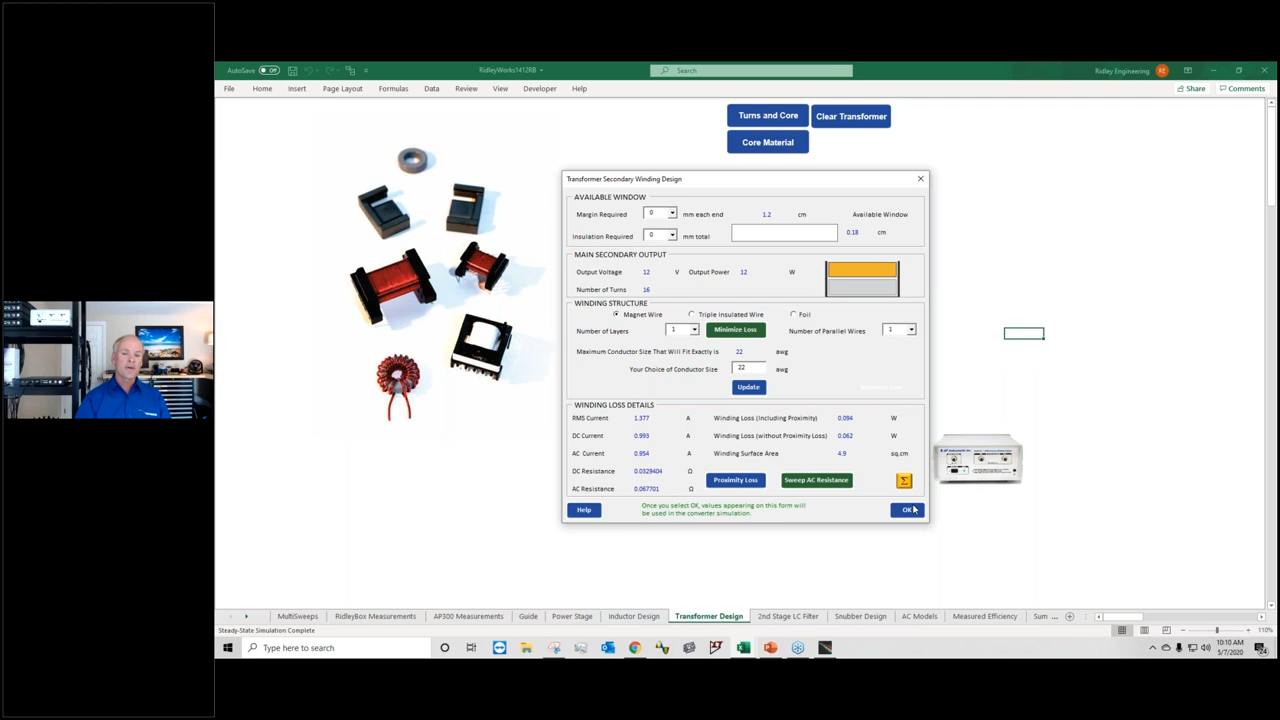 AutoSave Off RidleyWorks1412RB Search Ridley Engineering RE
File Home Insert Page Layout Formulas Data Review View Developer Help Share Comments
Turns and Core Clear Transformer
Core Material
Transformer Secondary Winding Design
AVAILABLE WINDOW
Margin Required 0 mm each end 1.2 cm Available Window
Insulation Required 0 mm total 0.18 cm
MAIN SECONDARY OUTPUT
Output Voltage 12 V Output Power 12 W
Number of Turns 16
WINDING STRUCTURE
Magnet Wire Triple Insulated Wire Foil
Number of Layers 1 Minimize Loss Number of Parallel Wires 1
Maximum Conductor Size That Will Fit Exactly is 22 awg
Your Choice of Conductor Size 22 awg
Update
WINDING LOSS DETAILS
RMS Current 1.377 A Winding Loss (Including Proximity) 0.094 W
DC Current 0.993 A Winding Loss (without Proximity Loss) 0.062 W
AC Current 0.954 A Winding Surface Area 4.9 sq.cm
DC Resistance 0.0329404 Ω
Proximity Loss Sweep AC Resistance Σ
AC Resistance 0.067701 Ω
Help Once you select OK, values appearing on this form will
be used in the converter simulation. OK
MultiSweeps RidleyBox Measurements AP300 Measurements Guide Power Stage Inductor Design Transformer Design 2nd Stage LC Filter Snubber Design AC Models Measured Efficiency Sum ...
Steady-State Simulation Complete 110%
Type here to search 10:10 AM
5/7/2020